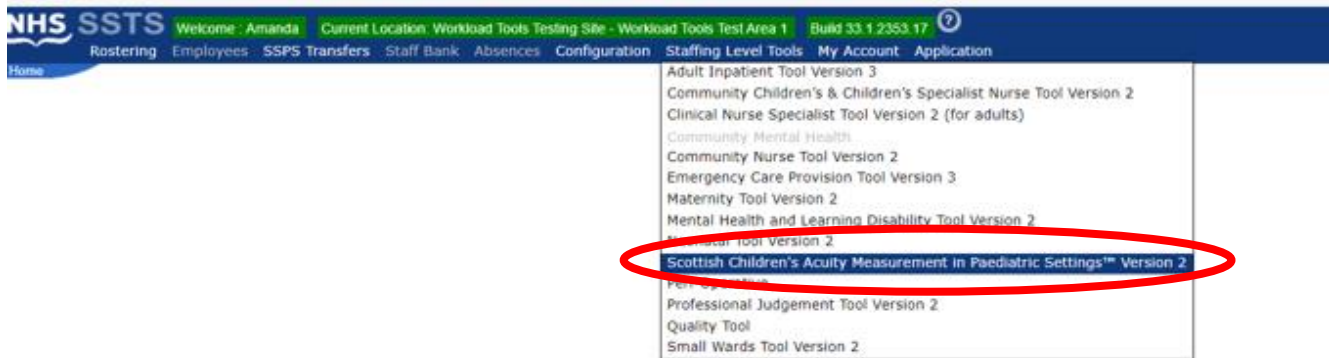 NHS SSTS Welcome : Amanda Current Location: Workload Tools Testing Site - Workload Tools Test Area 1 Build 33.1.2353.17 ?
Rostering Employees SSPS Transfers Staff Bank Absences Configuration Staffing Level Tools My Account Application
Home
Adult Inpatient Tool Version 3
Community Children's & Children's Specialist Nurse Tool Version 2
Clinical Nurse Specialist Tool Version 2 (for adults)
Community Mental Health
Community Nurse Tool Version 2
Emergency Care Provision Tool Version 3
Maternity Tool Version 2
Mental Health and Learning Disability Tool Version 2
Neonatal Tool Version 2
Scottish Children's Acuity Measurement in Paediatric Settings™ Version 2
Peri-Operative
Professional Judgement Tool Version 2
Quality Tool
Small Wards Tool Version 2